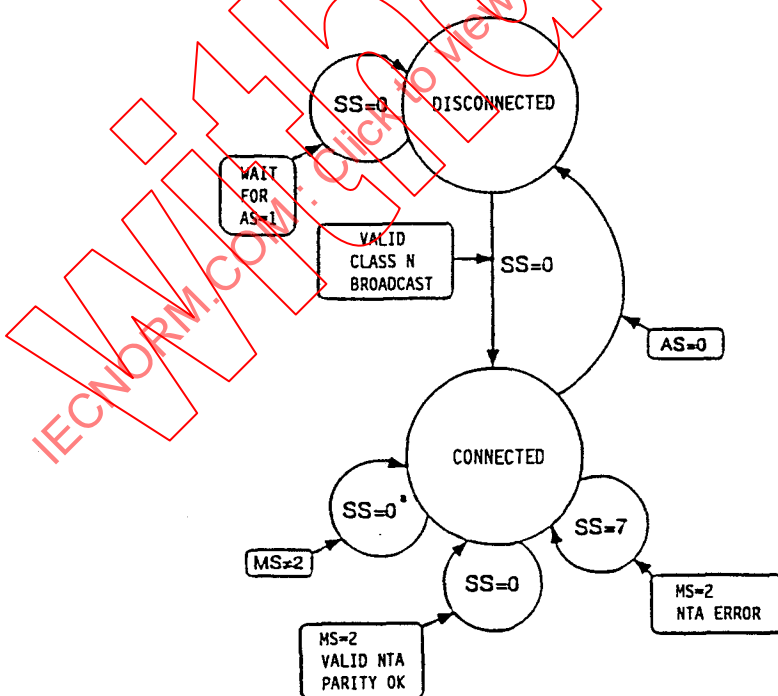 SS=0
DISCONNECTED
WAIT
FOR
AS=1
VALID
CLASS N
BROADCAST
SS=0
AS=0
CONNECTED
SS=0
SS=7
MS≠2
SS=0
MS=2
NTA ERROR
MS=2
VALID NTA
PARITY OK
IECNORM.COM : Click to view